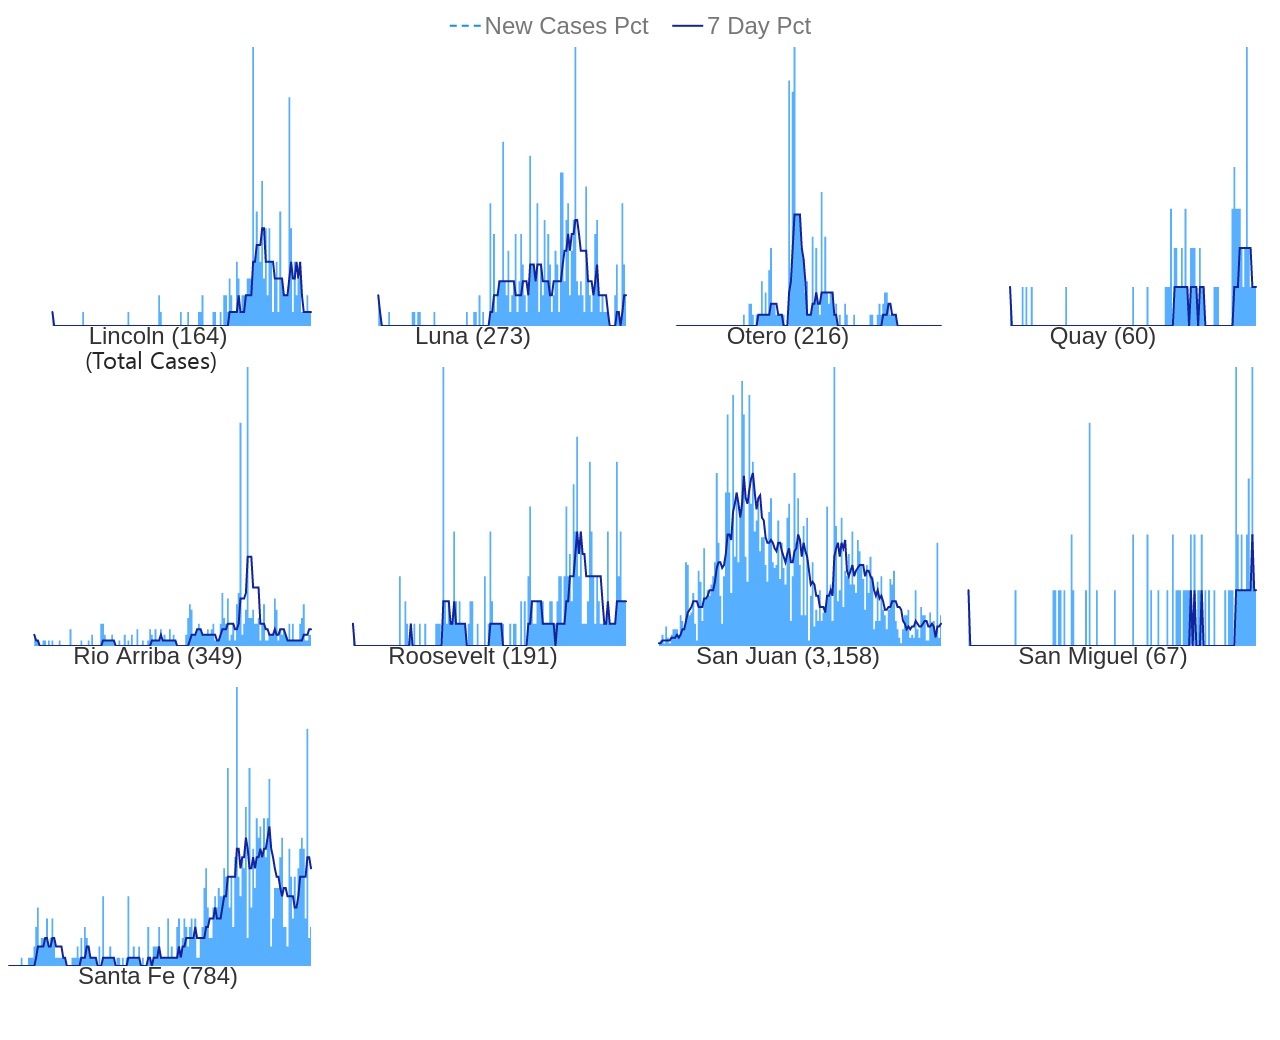 New Cases Pct 7 Day Pct
Lincoln (164) Luna (273) Otero (216) Quay (60)
(Total Cases)
Rio Arriba (349) Roosevelt (191) San Juan (3,158) San Miguel (67)
Santa Fe (784)